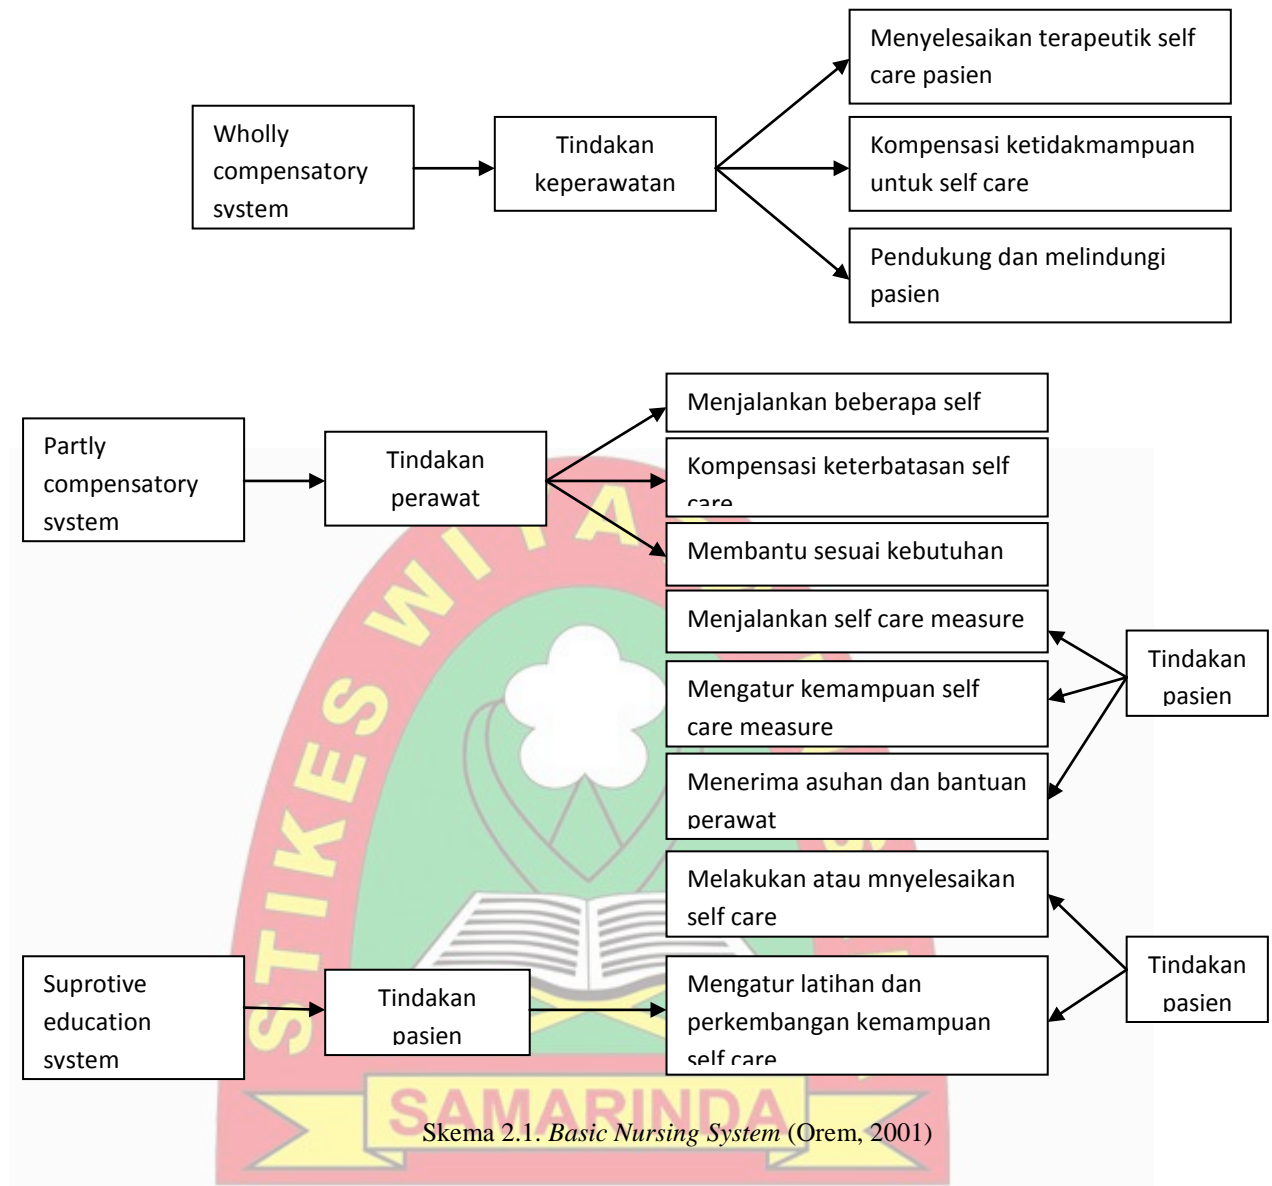 Menyelesaikan terapeutik self
care pasien
Wholly
compensatory
system
Tindakan
keperawatan
Kompensasi ketidakmampuan
untuk self care
Pendukung dan melindungi
pasien
Menjalankan beberapa self
Partly
compensatory
system
Tindakan
perawat
Kompensasi keterbatasan self
care
Membantu sesuai kebutuhan
Menjalankan self care measure
Tindakan
pasien
Mengatur kemampuan self
care measure
Menerima asuhan dan bantuan
perawat
Melakukan atau mnyelesaikan
self care
Tindakan
pasien
Suprotive
education
system
Tindakan
pasien
Mengatur latihan dan
perkembangan kemampuan
self care
STIKES WI
SAMARINDA
Skema 2.1. Basic Nursing System (Orem, 2001)